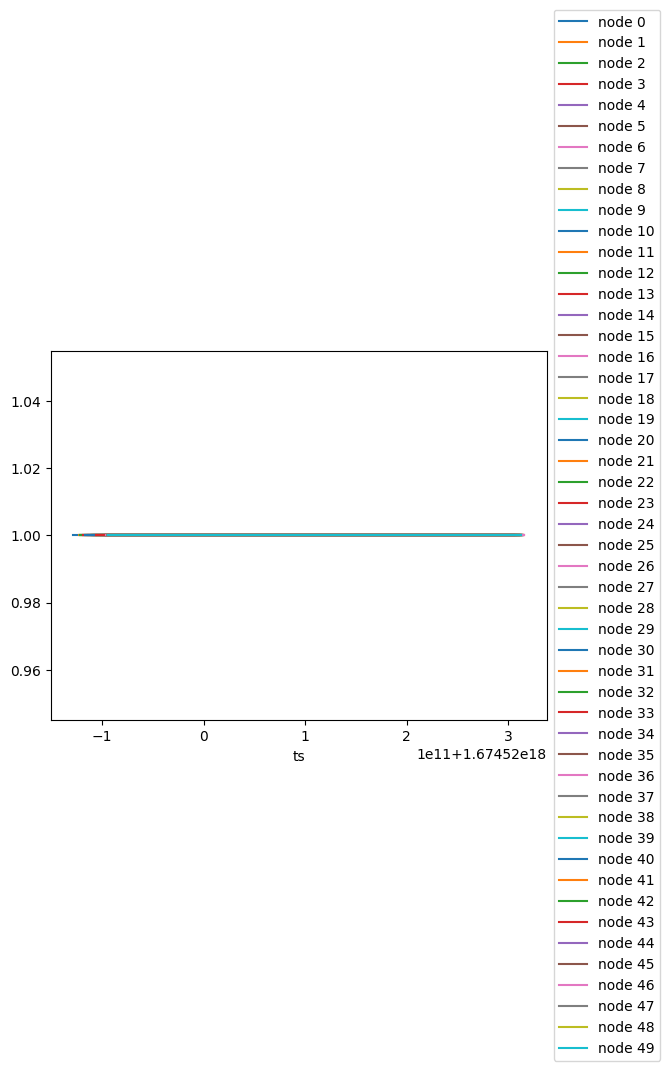 1.04
1.02
1.00
0.98
0.96
−1
0
1
2
3
ts
1e11+1.67452e18
node 0
node 1
node 2
node 3
node 4
node 5
node 6
node 7
node 8
node 9
node 10
node 11
node 12
node 13
node 14
node 15
node 16
node 17
node 18
node 19
node 20
node 21
node 22
node 23
node 24
node 25
node 26
node 27
node 28
node 29
node 30
node 31
node 32
node 33
node 34
node 35
node 36
node 37
node 38
node 39
node 40
node 41
node 42
node 43
node 44
node 45
node 46
node 47
node 48
node 49